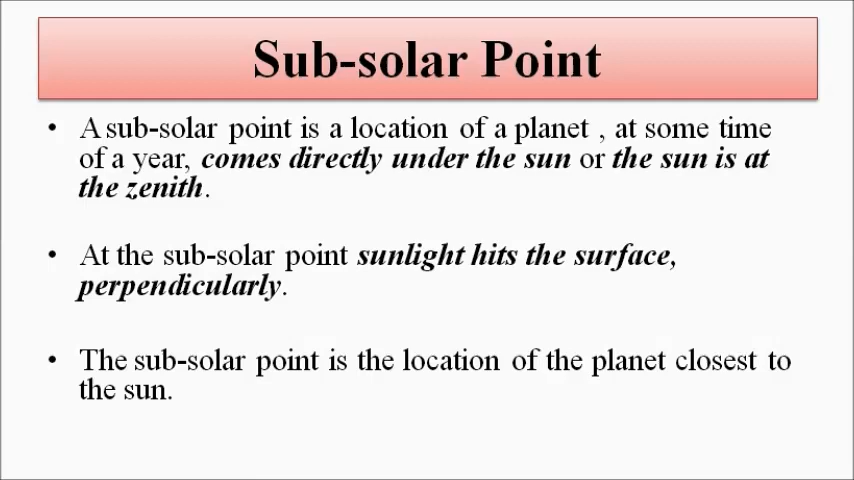 Sub-solar Point
• A sub-solar point is a location of a planet , at some time
of a year, comes directly under the sun or the sun is at
the zenith.
• At the sub-solar point sunlight hits the surface,
perpendicularly.
• The sub-solar point is the location of the planet closest to
the sun.